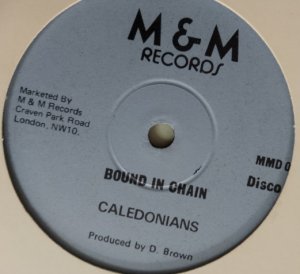 M & M
RECORDS
Marketed By
M & M Records
Craven Park Road
London, NW10.
MMD 0
Disco
BOUND IN CHAIN
CALEDONIANS
Produced by D. Brown